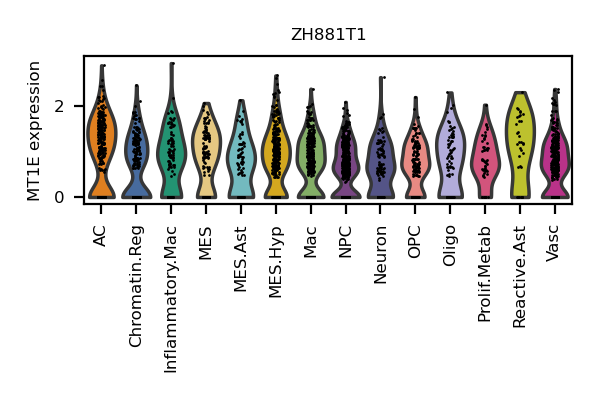 ZH881T1
MT1E expression
2
0
AC
Chromatin.Reg
Inflammatory.Mac
MES
MES.Ast
MES.Hyp
Mac
NPC
Neuron
OPC
Oligo
Prolif.Metab
Reactive.Ast
Vasc